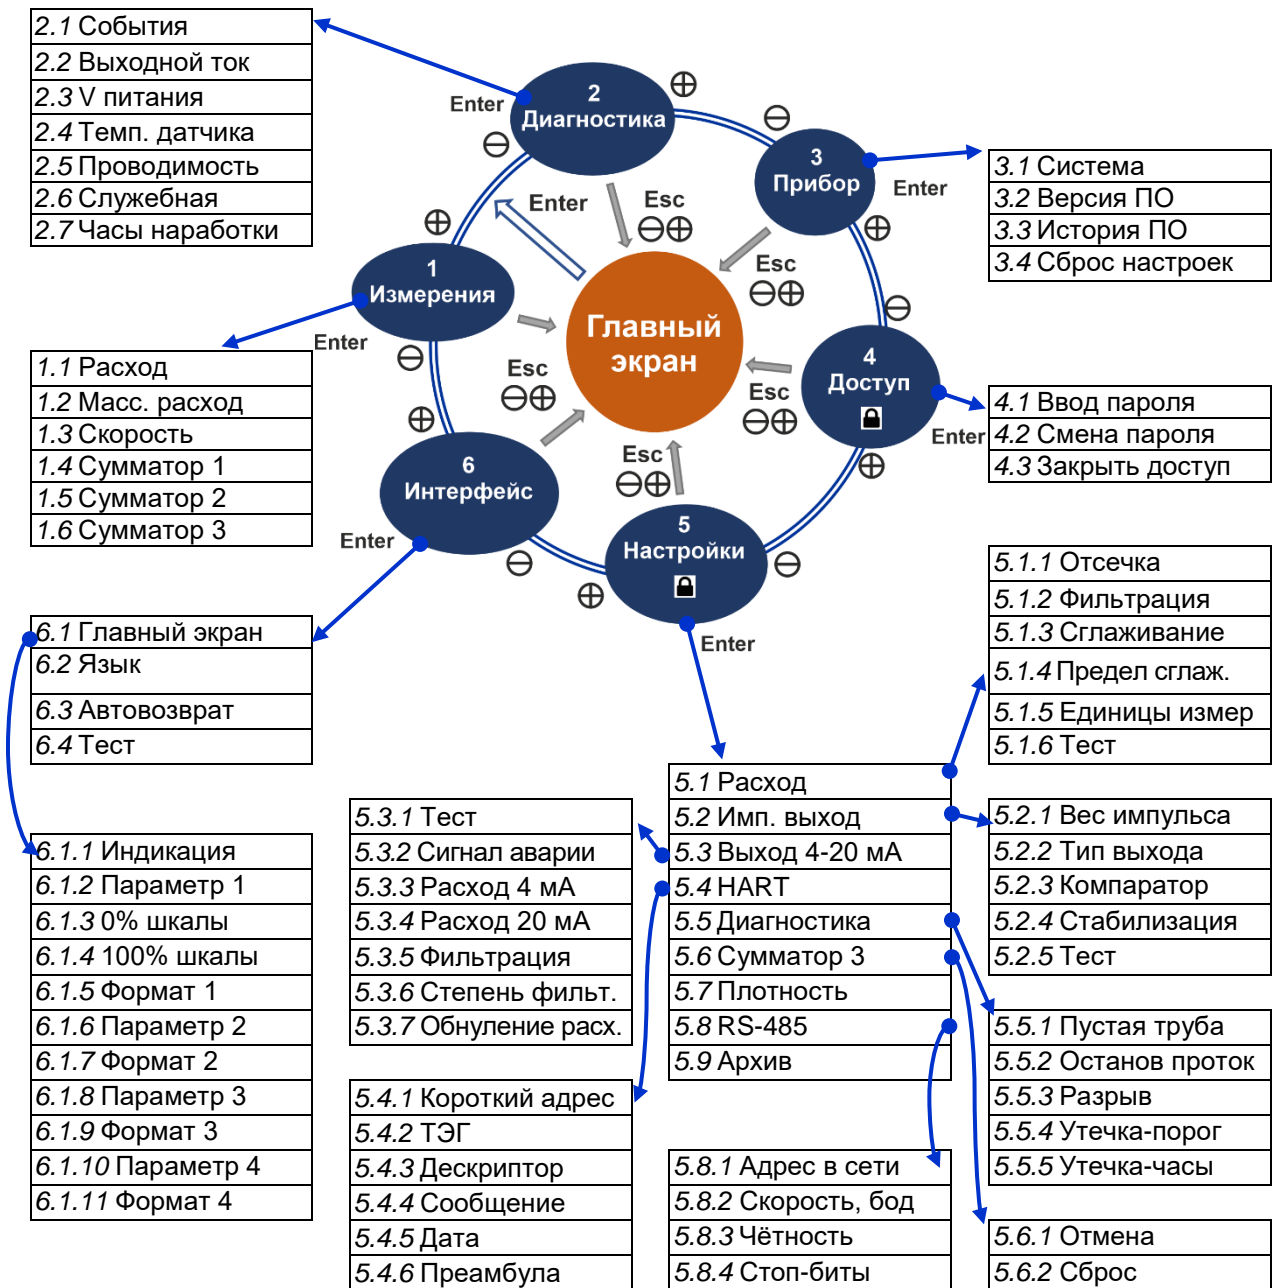 2.1 События
2.2 Выходной ток
2.3 V питания
2.4 Темп. датчика
2.5 Проводимость
2.6 Служебная
2.7 Часы наработки
Enter
2
Диагностика
⊕
⊖
⊖
3
Прибор
Enter
⊕
3.1 Система
3.2 Версия ПО
3.3 История ПО
3.4 Сброс настроек
Enter
Esc
⊖⊕
Esc
⊖⊕
⊕
1
Измерения
Enter
⊖
Главный
экран
⊖
4
Доступ
Enter
⊕
Esc
⊖⊕
Esc
⊖⊕
Esc
⊖⊕
1.1 Расход
1.2 Масс. расход
1.3 Скорость
1.4 Сумматор 1
1.5 Сумматор 2
1.6 Сумматор 3
4.1 Ввод пароля
4.2 Смена пароля
4.3 Закрыть доступ
⊕
6
Интерфейс
Enter
⊖
5
Настройки
⊕
⊖
Enter
6.1 Главный экран
6.2 Язык
6.3 Автовозврат
6.4 Тест
5.1.1 Отсечка
5.1.2 Фильтрация
5.1.3 Сглаживание
5.1.4 Предел сглаж.
5.1.5 Единицы измер
5.1.6 Тест
5.1 Расход
5.2 Имп. выход
5.3 Выход 4-20 мА
5.4 HART
5.5 Диагностика
5.6 Сумматор 3
5.7 Плотность
5.8 RS-485
5.9 Архив
5.3.1 Тест
5.3.2 Сигнал аварии
5.3.3 Расход 4 мА
5.3.4 Расход 20 мА
5.3.5 Фильтрация
5.3.6 Степень фильт.
5.3.7 Обнуление расх.
5.2.1 Вес импульса
5.2.2 Тип выхода
5.2.3 Компаратор
5.2.4 Стабилизация
5.2.5 Тест
6.1.1 Индикация
6.1.2 Параметр 1
6.1.3 0% шкалы
6.1.4 100% шкалы
6.1.5 Формат 1
6.1.6 Параметр 2
6.1.7 Формат 2
6.1.8 Параметр 3
6.1.9 Формат 3
6.1.10 Параметр 4
6.1.11 Формат 4
5.5.1 Пустая труба
5.5.2 Останов проток
5.5.3 Разрыв
5.5.4 Утечка-порог
5.5.5 Утечка-часы
5.4.1 Короткий адрес
5.4.2 ТЭГ
5.4.3 Дескриптор
5.4.4 Сообщение
5.4.5 Дата
5.4.6 Преамбула
5.8.1 Адрес в сети
5.8.2 Скорость, бод
5.8.3 Чётность
5.8.4 Стоп-биты
5.6.1 Отмена
5.6.2 Сброс